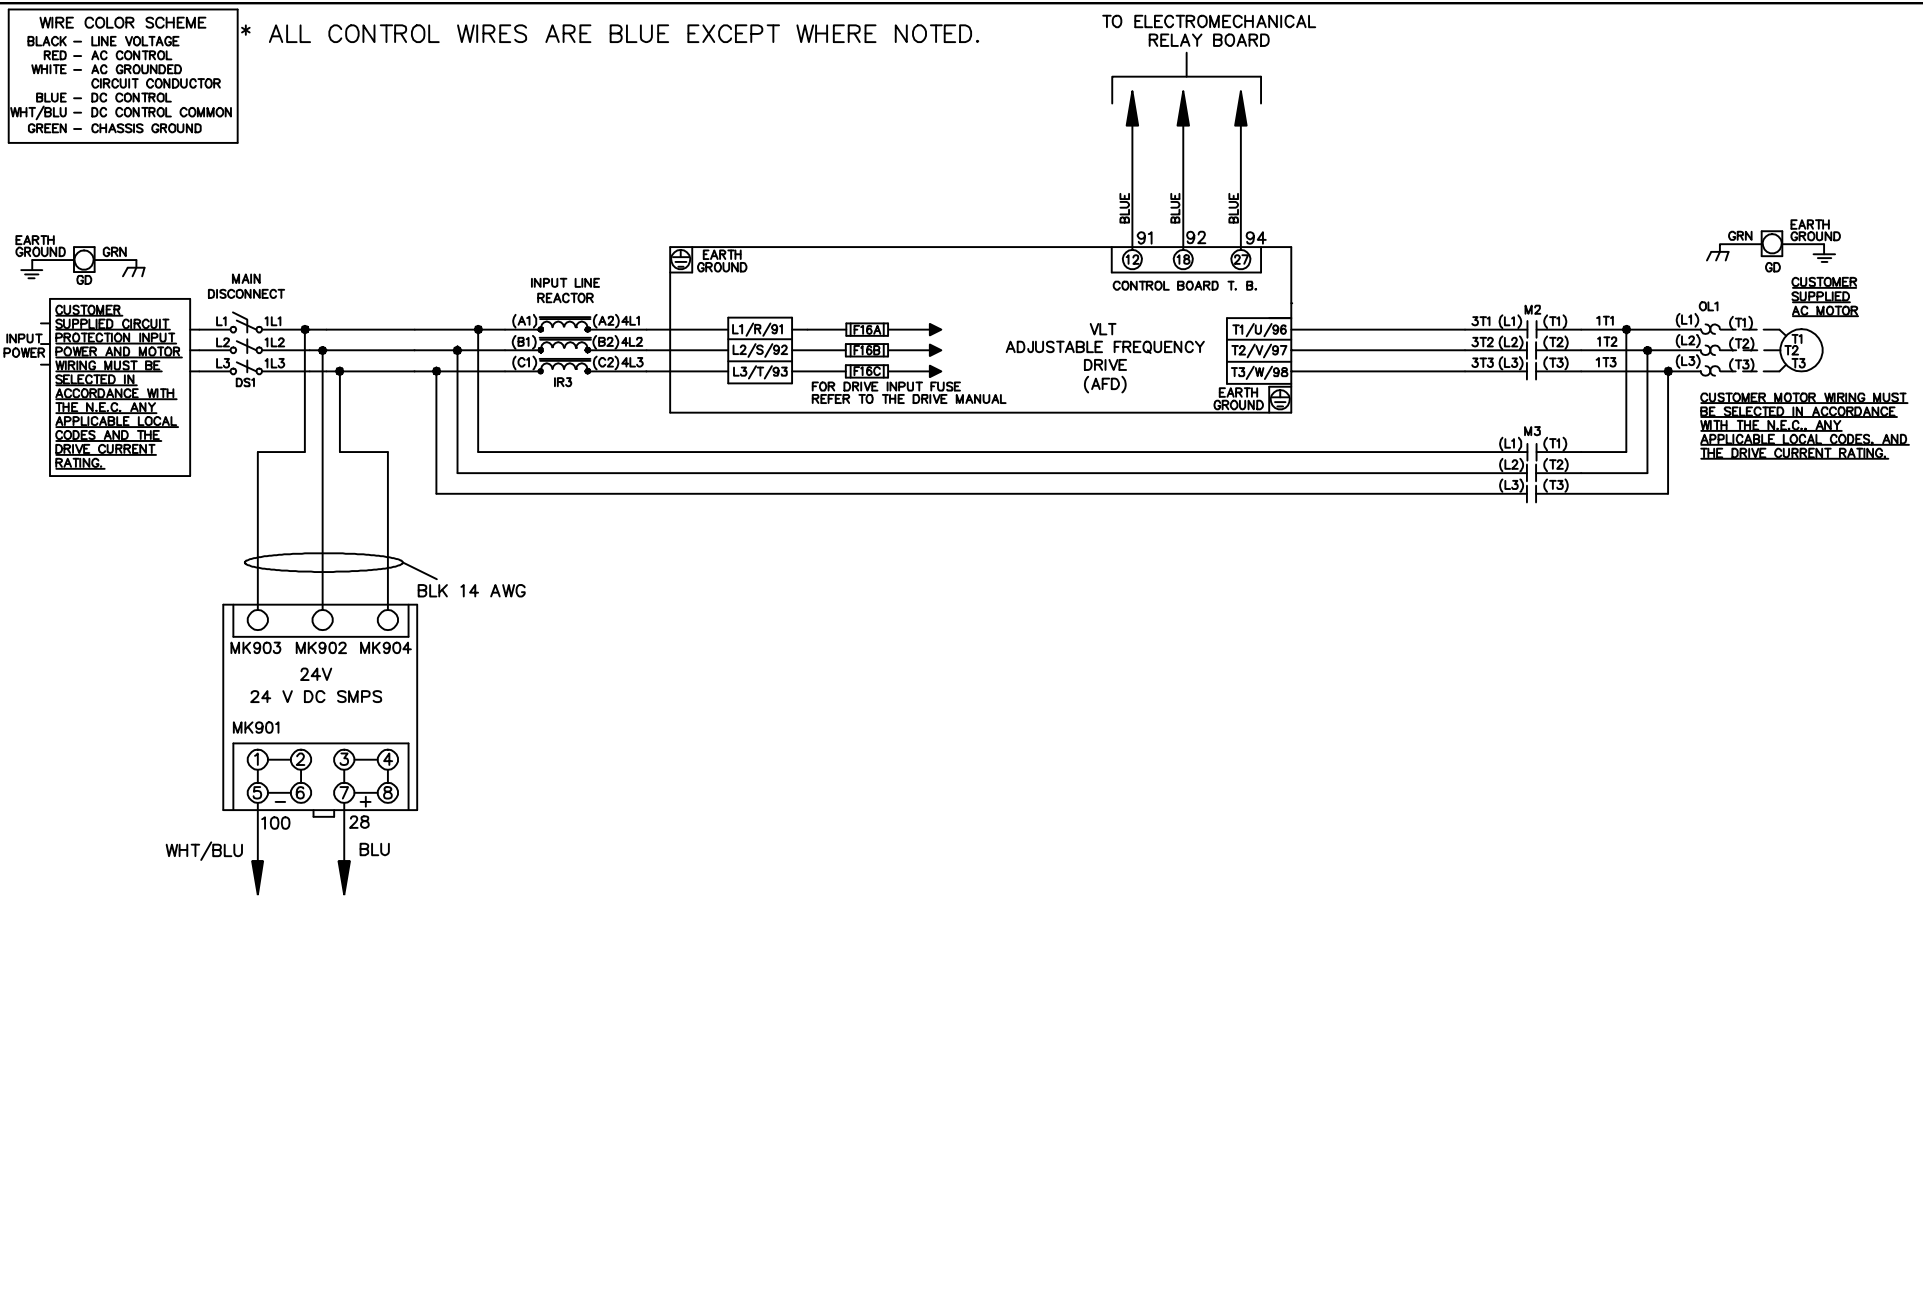 WIRE COLOR SCHEME
BLACK – LINE VOLTAGE
RED – AC CONTROL
WHITE – AC GROUNDED
CIRCUIT CONDUCTOR
BLUE – DC CONTROL
WHT/BLU – DC CONTROL COMMON
GREEN – CHASSIS GROUND
* ALL CONTROL WIRES ARE BLUE EXCEPT WHERE NOTED.
TO ELECTROMECHANICAL
RELAY BOARD
BLUE
BLUE
BLUE
91 92 94
12 18 27
CONTROL BOARD T. B.
EARTH
GROUND
GRN
GD
INPUT
POWER
CUSTOMER
SUPPLIED CIRCUIT
PROTECTION INPUT
POWER AND MOTOR
WIRING MUST BE
SELECTED IN
ACCORDANCE WITH
THE N.E.C. ANY
APPLICABLE LOCAL
CODES AND THE
DRIVE CURRENT
RATING.
MAIN
DISCONNECT
L1 1L1
L2 1L2
L3 1L3
DS1
INPUT LINE
REACTOR
(A1) (A2) 4L1
(B1) (B2) 4L2
(C1) (C2) 4L3
IR3
EARTH
GROUND
L1/R/91
L2/S/92
L3/T/93
F16A
F16B
F16C
FOR DRIVE INPUT FUSE
REFER TO THE DRIVE MANUAL
VLT
ADJUSTABLE FREQUENCY
DRIVE
(AFD)
T1/U/96
T2/V/97
T3/W/98
EARTH
GROUND
M2
3T1 (L1) (T1) 1T1
3T2 (L2) (T2) 1T2
3T3 (L3) (T3) 1T3
M3
(L1) (T1)
(L2) (T2)
(L3) (T3)
OL1
(L1) (T1)
(L2) (T2)
(L3) (T3)
T1
T2
T3
GRN
GD
EARTH
GROUND
CUSTOMER
SUPPLIED
AC MOTOR
CUSTOMER MOTOR WIRING MUST
BE SELECTED IN ACCORDANCE
WITH THE N.E.C., ANY
APPLICABLE LOCAL CODES, AND
THE DRIVE CURRENT RATING.
BLK 14 AWG
MK903 MK902 MK904
24V
24 V DC SMPS
MK901
1 2 3 4
5 – 6 7 + 8
100 28
WHT/BLU BLU